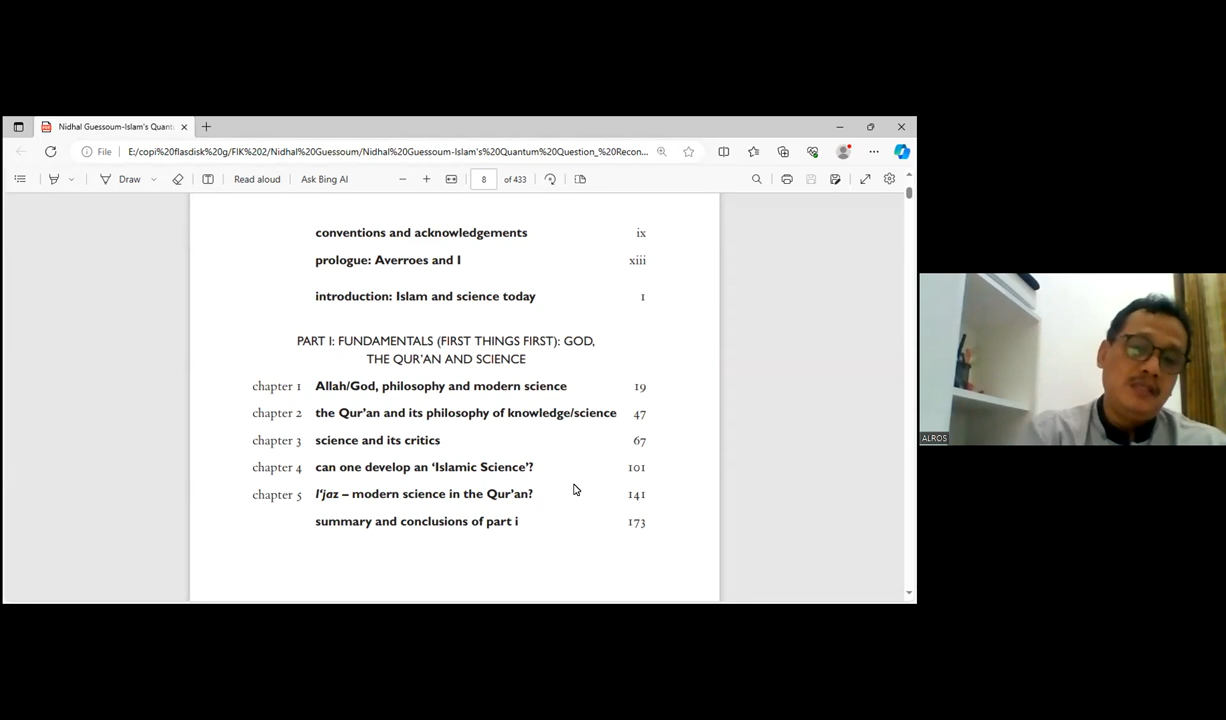 Nidhal Guessoum-Islam's Quant
File E:/copi%20flasdisk%20g/FIK%202/Nidhal%20Guessoum/Nidhal%20Guessoum-Islam's%20Quantum%20Question_%20Recon...
Draw Read aloud Ask Bing AI 8 of 433
conventions and acknowledgements ix
prologue: Averroes and I xiii
introduction: Islam and science today 1
PART I: FUNDAMENTALS (FIRST THINGS FIRST): GOD,
THE QUR'AN AND SCIENCE
chapter 1 Allah/God, philosophy and modern science 19
chapter 2 the Qur'an and its philosophy of knowledge/science 47
chapter 3 science and its critics 67
chapter 4 can one develop an 'Islamic Science'? 101
chapter 5 I'jaz – modern science in the Qur'an? 141
summary and conclusions of part i 173
ALROS